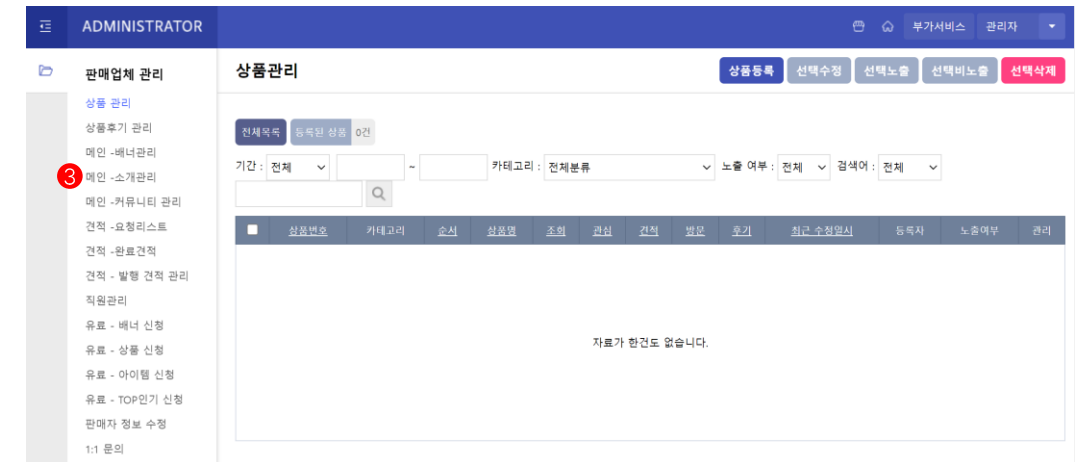 ADMINISTRATOR
부가서비스 관리자
판매업체 관리
상품 관리
상품후기 관리
메인 -배너관리
3
메인 -소개관리
메인 -커뮤니티 관리
견적 -요청리스트
견적 -완료견적
견적 - 발행 견적 관리
직원관리
유료 - 배너 신청
유료 - 상품 신청
유료 - 아이템 신청
유료 - TOP인기 신청
판매자 정보 수정
1:1 문의
상품관리
상품등록 선택수정 선택노출 선택비노출 선택삭제
전체목록 등록된 상품 0건
기간 : 전체 ~ 카테고리 : 전체분류 노출 여부 : 전체 검색어 : 전체
상품번호 카테고리 순서 상품명 조회 관심 견적 방문 후기 최근 수정일시 등록자 노출여부 관리
자료가 한건도 없습니다.